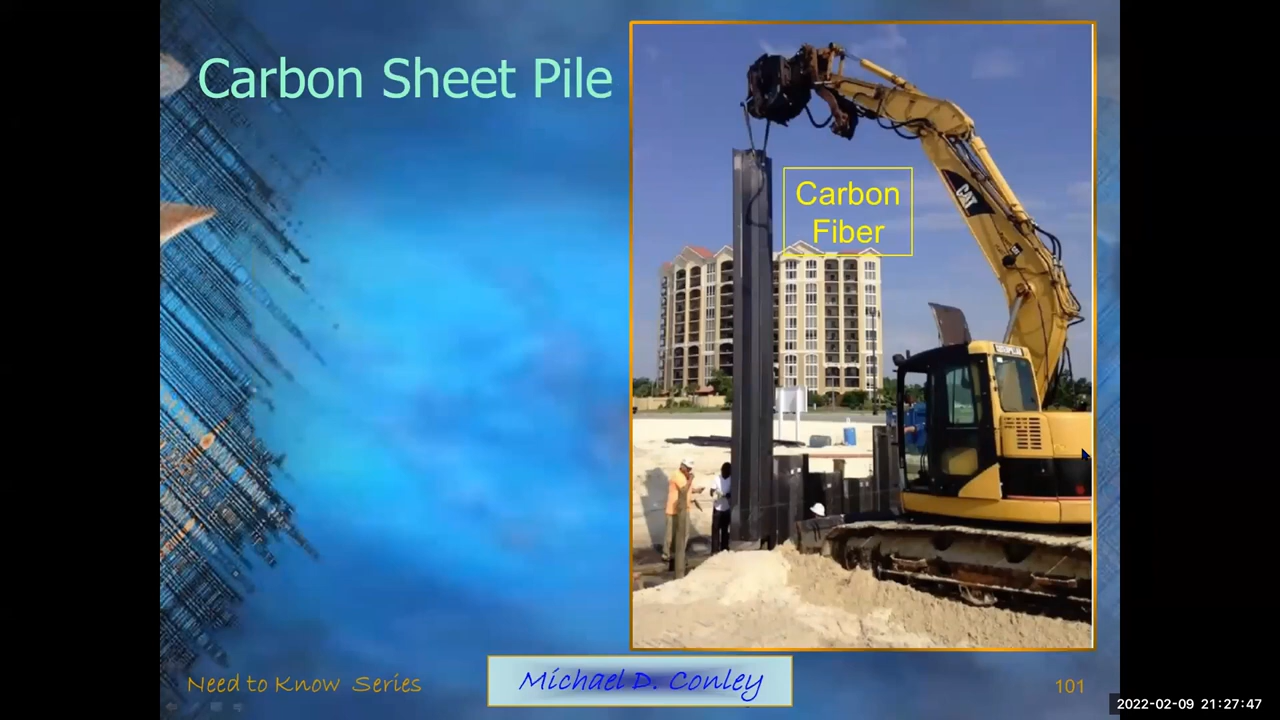 Carbon Sheet Pile
Carbon
Fiber
CAT
CATERPILLAR
Need to Know Series
Michael D. Conley
101
2022-02-09 21:27:47